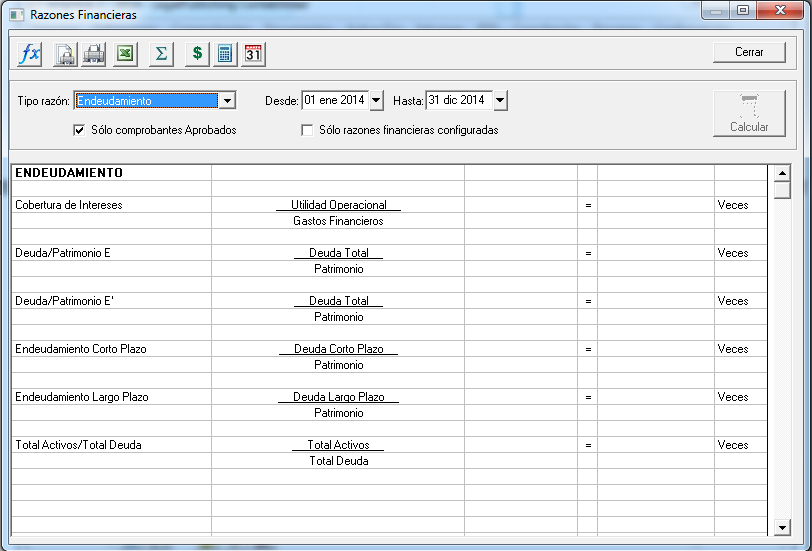 Razones Financieras
fx Σ $ 31
Cerrar
Tipo razón: Endeudamiento Desde: 01 ene 2014 Hasta: 31 dic 2014
Calcular
Sólo comprobantes Aprobados Sólo razones financieras configuradas
ENDEUDAMIENTO
Cobertura de Intereses Utilidad Operacional = Veces
Gastos Financieros
Deuda/Patrimonio E Deuda Total = Veces
Patrimonio
Deuda/Patrimonio E' Deuda Total = Veces
Patrimonio
Endeudamiento Corto Plazo Deuda Corto Plazo = Veces
Patrimonio
Endeudamiento Largo Plazo Deuda Largo Plazo = Veces
Patrimonio
Total Activos/Total Deuda Total Activos = Veces
Total Deuda